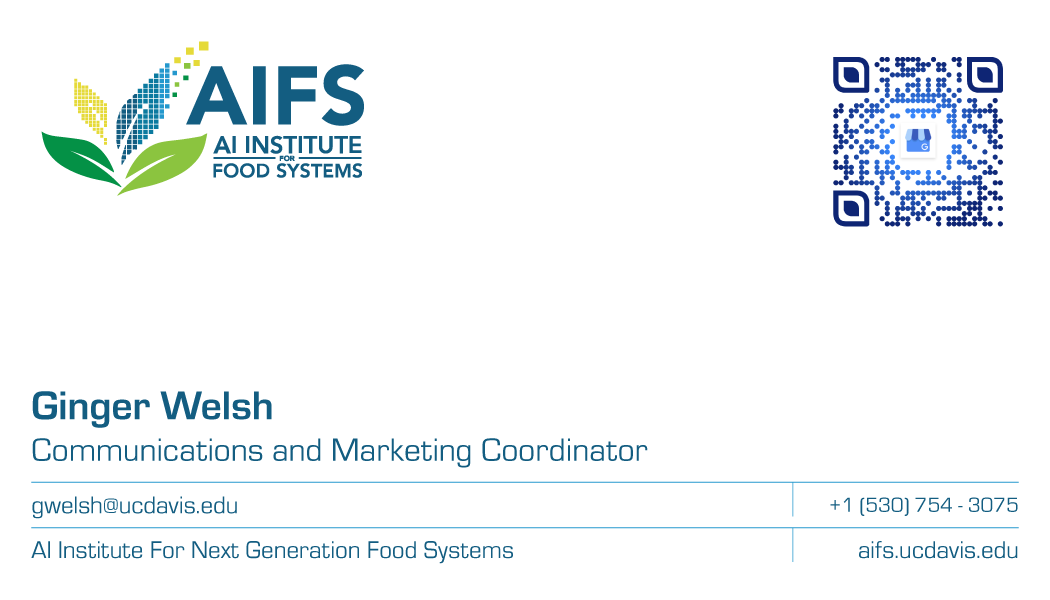 AIFS
AI INSTITUTE
FOR
FOOD SYSTEMS
G
Ginger Welsh
Communications and Marketing Coordinator
gwelsh@ucdavis.edu
+1 (530) 754 - 3075
AI Institute For Next Generation Food Systems
aifs.ucdavis.edu